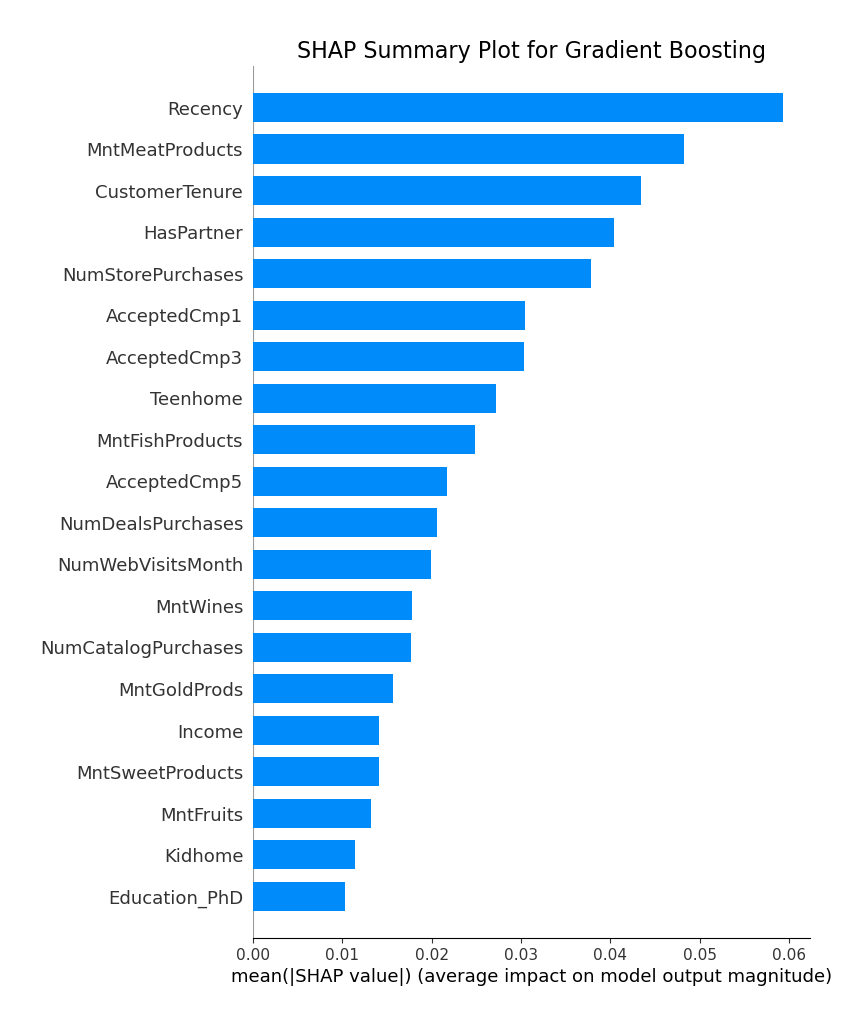 SHAP Summary Plot for Gradient Boosting
Recency
MntMeatProducts
CustomerTenure
HasPartner
NumStorePurchases
AcceptedCmp1
AcceptedCmp3
Teenhome
MntFishProducts
AcceptedCmp5
NumDealsPurchases
NumWebVisitsMonth
MntWines
NumCatalogPurchases
MntGoldProds
Income
MntSweetProducts
MntFruits
Kidhome
Education_PhD
0.00 0.01 0.02 0.03 0.04 0.05 0.06
mean(|SHAP value|) (average impact on model output magnitude)